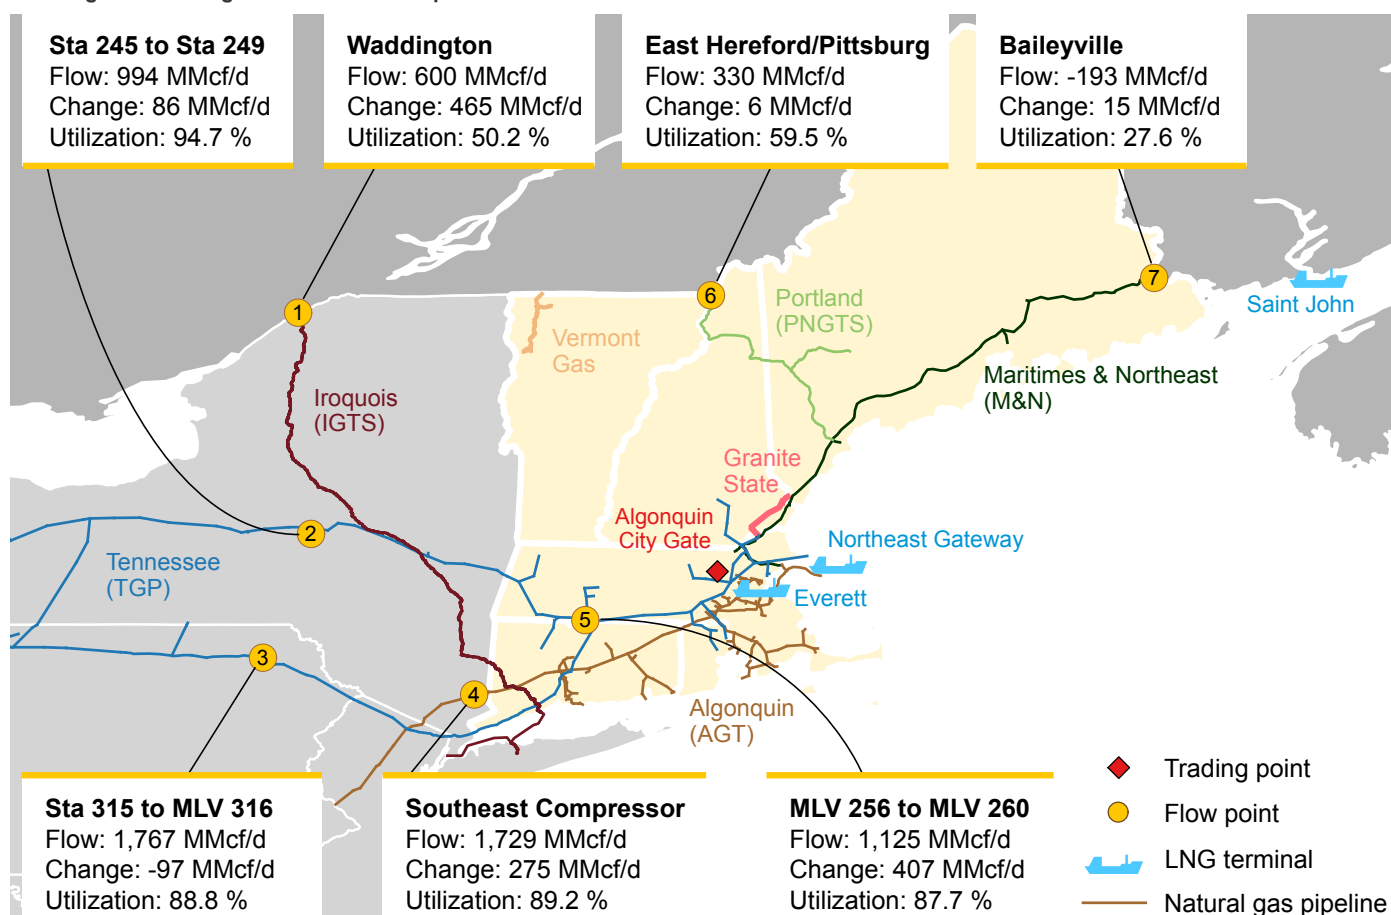 Sta 245 to Sta 249
Flow: 994 MMcf/d
Change: 86 MMcf/d
Utilization: 94.7 %
Waddington
Flow: 600 MMcf/d
Change: 465 MMcf/d
Utilization: 50.2 %
East Hereford/Pittsburg
Flow: 330 MMcf/d
Change: 6 MMcf/d
Utilization: 59.5 %
Baileyville
Flow: -193 MMcf/d
Change: 15 MMcf/d
Utilization: 27.6 %
1
6
7
Portland
(PNGTS)
Saint John
Vermont
Gas
Maritimes & Northeast
(M&N)
Iroquois
(IGTS)
Granite
State
Algonquin
City Gate
2
Northeast Gateway
Tennessee
(TGP)
Everett
5
3
4
Algonquin
(AGT)
Sta 315 to MLV 316
Flow: 1,767 MMcf/d
Change: -97 MMcf/d
Utilization: 88.8 %
Southeast Compressor
Flow: 1,729 MMcf/d
Change: 275 MMcf/d
Utilization: 89.2 %
MLV 256 to MLV 260
Flow: 1,125 MMcf/d
Change: 407 MMcf/d
Utilization: 87.7 %
Trading point
Flow point
LNG terminal
Natural gas pipeline